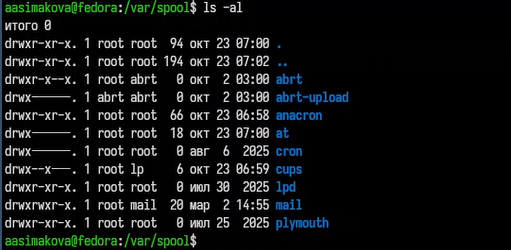 aasimakova@fedora:/var/spool$ ls -al
итого 0
drwxr-xr-x. 1 root root  94 окт 23 07:00 .
drwxr-xr-x. 1 root root 194 окт 23 07:02 ..
drwxr-x--x. 1 root abrt   0 окт  2 03:00 abrt
drwx------. 1 abrt abrt   0 окт  2 03:00 abrt-upload
drwxr-xr-x. 1 root root  66 окт 23 06:58 anacron
drwx------. 1 root root  18 окт 23 07:00 at
drwx------. 1 root root   0 авг  6  2025 cron
drwx--x---. 1 root lp     6 окт 23 06:59 cups
drwxr-xr-x. 1 root root   0 июл 30  2025 lpd
drwxrwxr-x. 1 root mail  20 мар  2 14:55 mail
drwxr-xr-x. 1 root root   0 июл 25  2025 plymouth
aasimakova@fedora:/var/spool$